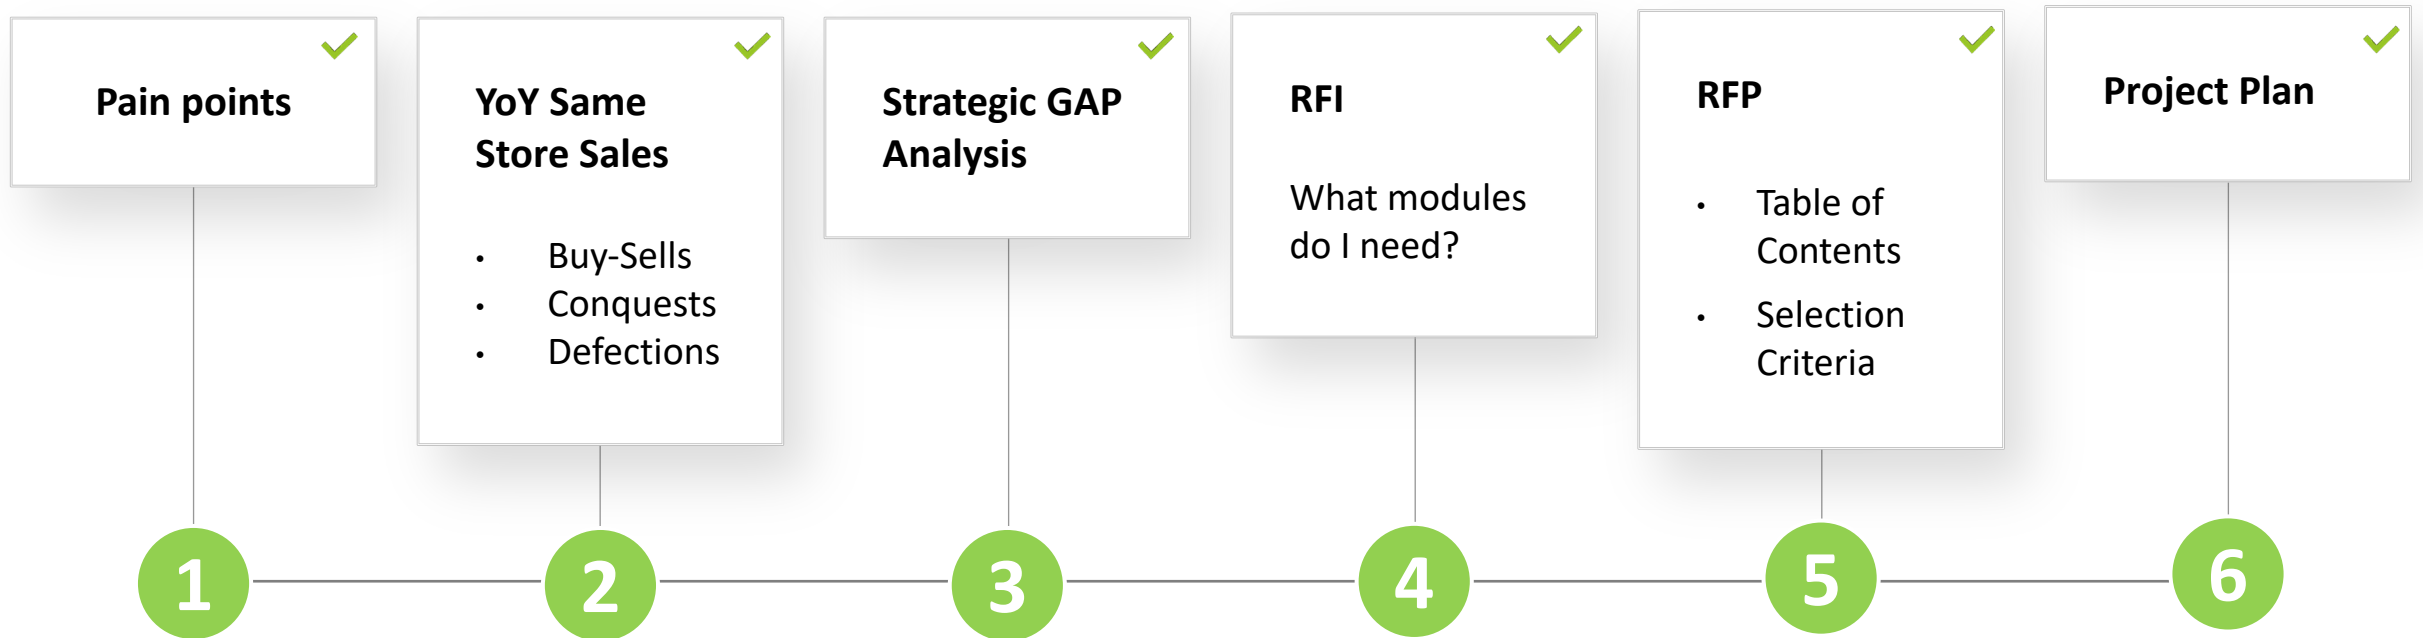 Pain points
YoY Same
Store Sales
• Buy-Sells
• Conquests
• Defections
Strategic GAP
Analysis
RFI
What modules
do I need?
RFP
• Table of
Contents
• Selection
Criteria
Project Plan
1
2
3
4
5
6